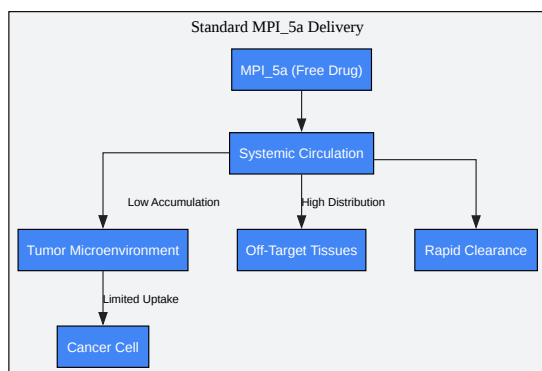 Standard MPI_5a Delivery
MPI_5a (Free Drug)
Systemic Circulation
Low Accumulation
High Distribution
Tumor Microenvironment
Off-Target Tissues
Rapid Clearance
Limited Uptake
Cancer Cell